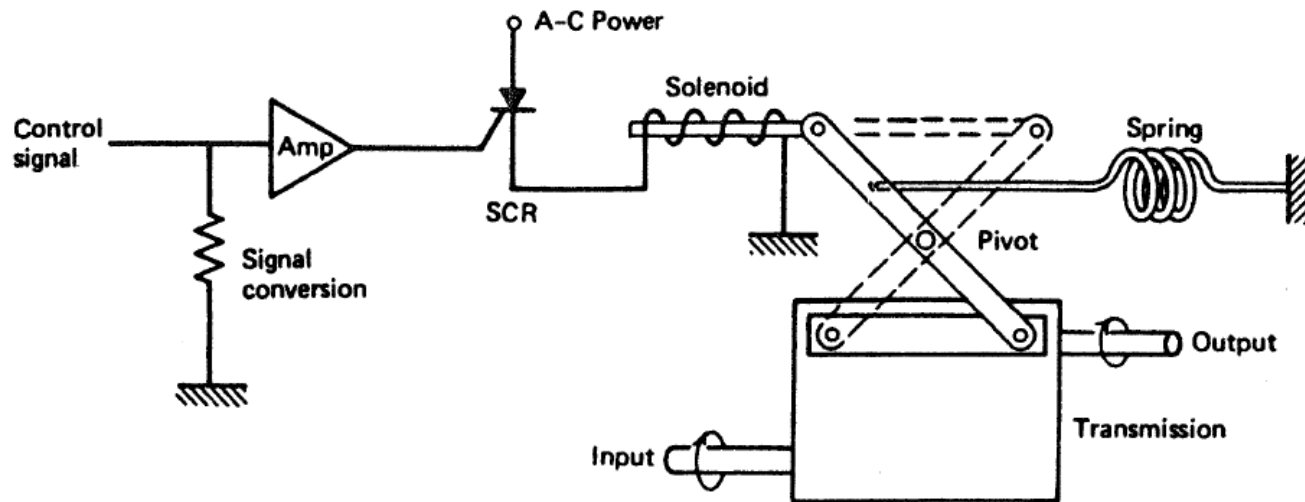 A-C Power
Solenoid
Spring
Control
signal
Amp
SCR
Pivot
Signal
conversion
Output
Input
Transmission